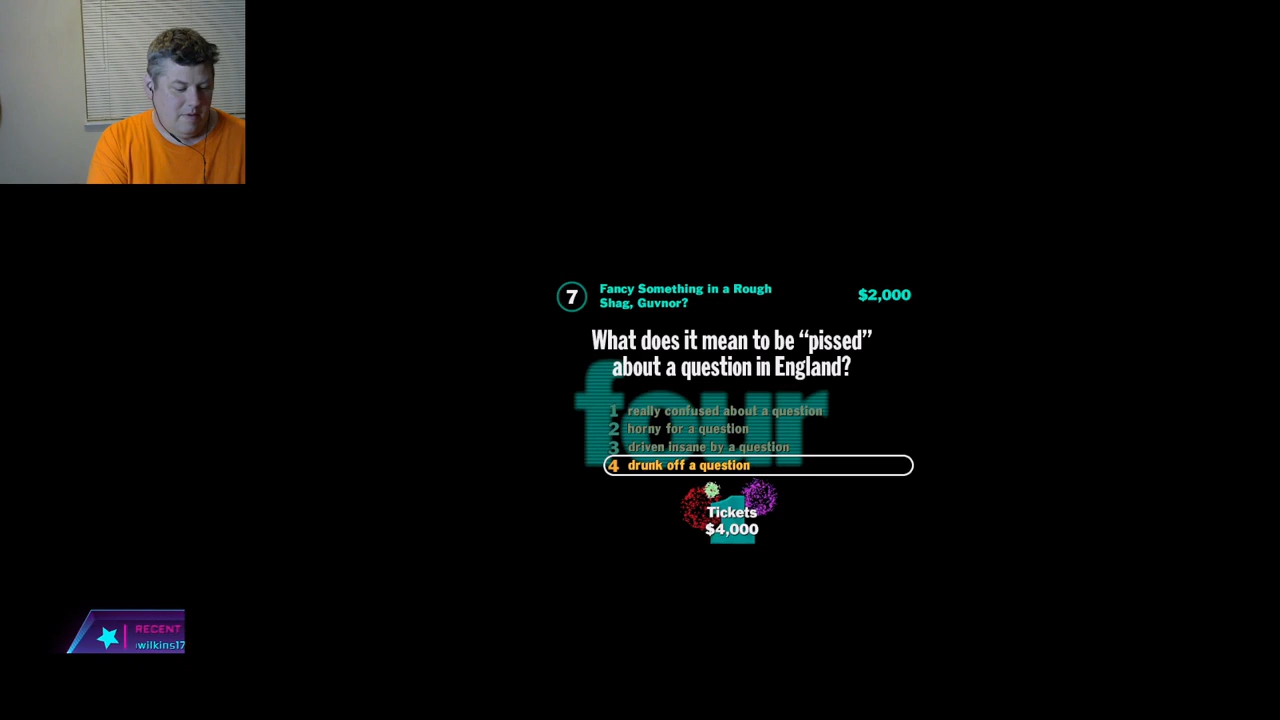 7
Fancy Something in a Rough
Shag, Guvnor?
$2,000
What does it mean to be “pissed”
about a question in England?
four
1 really confused about a question
2 horny for a question
3 driven insane by a question
4 drunk off a question
1
Tickets
$4,000
RECENT
wilkins17